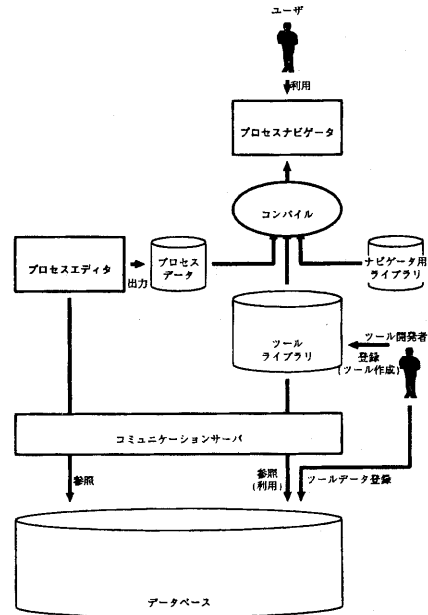 ユーザ
利用
プロセスナビゲータ
コンパイル
プロセスエディタ
出力
プロセス
データ
ナビゲータ用
ライブラリ
ツール
ライブラリ
ツール開発者
登録
(ツール作成)
コミュニケーションサーバ
参照
参照
(利用)
ツールデータ登録
データベース